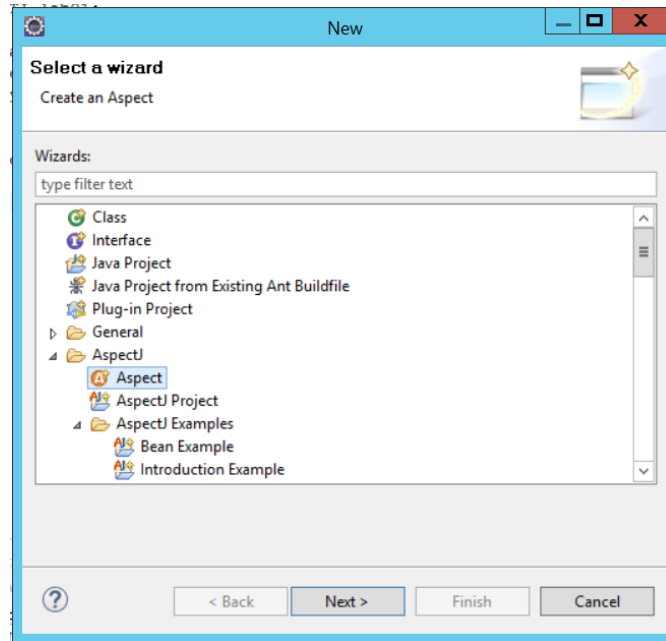 New
Select a wizard
Create an Aspect
Wizards:
type filter text
Class
Interface
Java Project
Java Project from Existing Ant Buildfile
Plug-in Project
General
AspectJ
Aspect
AspectJ Project
AspectJ Examples
Bean Example
Introduction Example
< Back Next > Finish Cancel